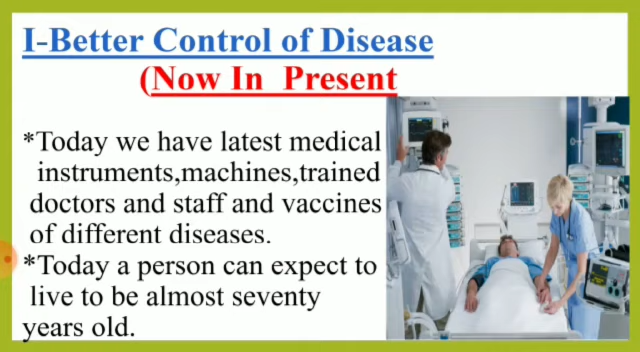 I-Better Control of Disease
(Now In Present
*Today we have latest medical
instruments,machines,trained
doctors and staff and vaccines
of different diseases.
*Today a person can expect to
live to be almost seventy
years old.